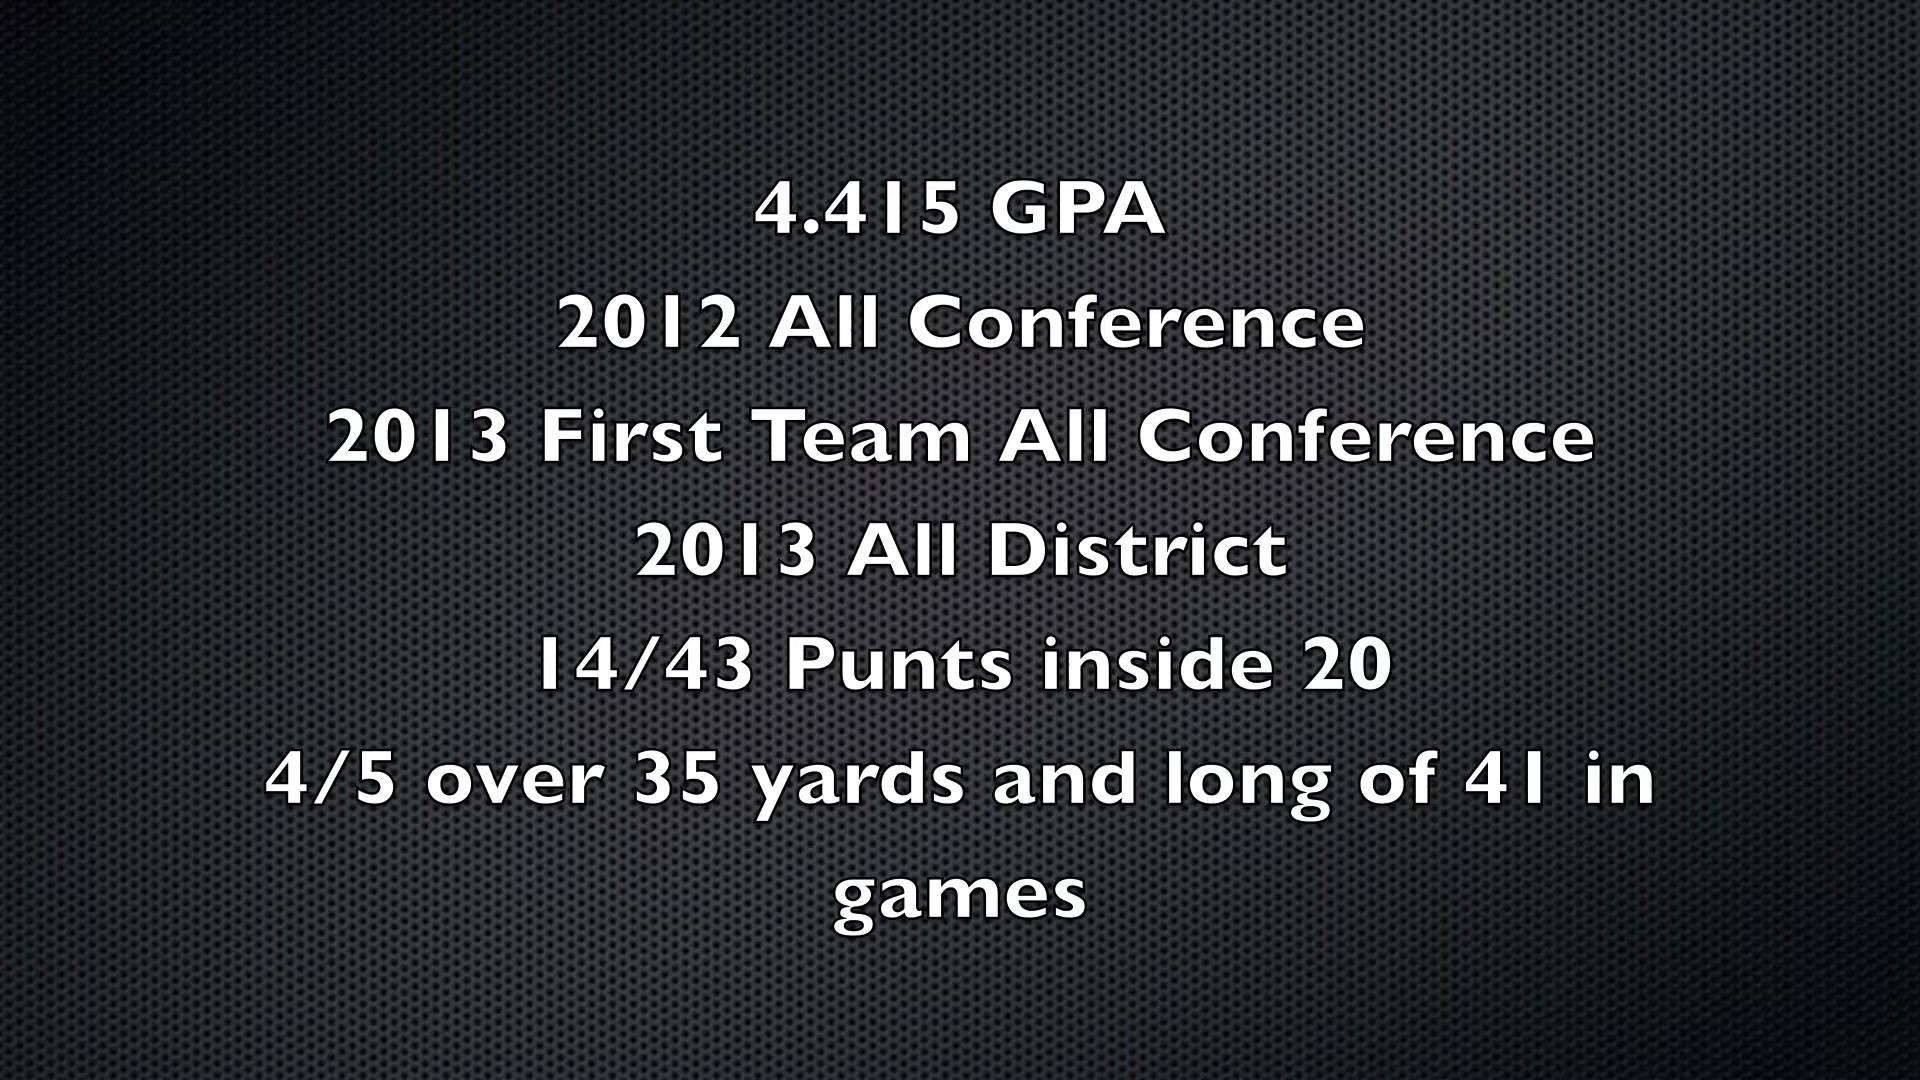 4.415 GPA
2012 All Conference
2013 First Team All Conference
2013 All District
14/43 Punts inside 20
4/5 over 35 yards and long of 41 in
games